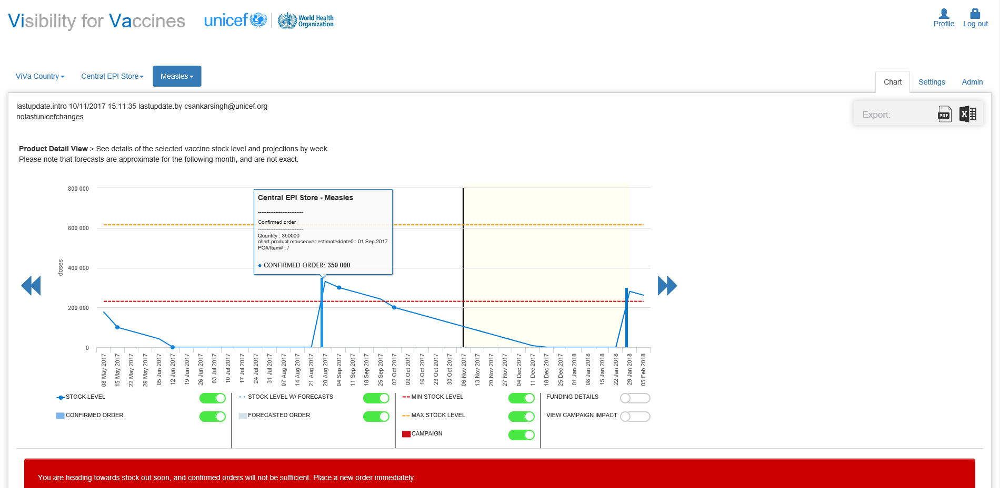 Visibility for Vaccines
unicef
World Health
Organization
Profile
Log out
ViVa Country
Central EPI Store
Measles
Chart
Settings
Admin
lastupdate.intro 10/11/2017 15:11:35 lastupdate.by csankarsingh@unicef.org
nolastunicefchanges
Export:
PDF
X
Product Detail View > See details of the selected vaccine stock level and projections by week.
Please note that forecasts are approximate for the following month, and are not exact.
800 000
600 000
400 000
200 000
0
doses
Central EPI Store - Measles
--------------------------
Confirmed order
--------------------------
Quantity : 350000
chart.product.mouseover.estimateddate0 : 01 Sep 2017
PO#/Item# : /
● CONFIRMED ORDER: 350 000
08 May 2017
15 May 2017
22 May 2017
29 May 2017
05 Jun 2017
12 Jun 2017
19 Jun 2017
26 Jun 2017
03 Jul 2017
10 Jul 2017
17 Jul 2017
24 Jul 2017
31 Jul 2017
07 Aug 2017
14 Aug 2017
21 Aug 2017
28 Aug 2017
04 Sep 2017
11 Sep 2017
18 Sep 2017
25 Sep 2017
02 Oct 2017
09 Oct 2017
16 Oct 2017
23 Oct 2017
30 Oct 2017
06 Nov 2017
13 Nov 2017
20 Nov 2017
27 Nov 2017
04 Dec 2017
11 Dec 2017
18 Dec 2017
25 Dec 2017
01 Jan 2018
08 Jan 2018
15 Jan 2018
22 Jan 2018
29 Jan 2018
05 Feb 2018
STOCK LEVEL
STOCK LEVEL W/ FORECASTS
MIN STOCK LEVEL
FUNDING DETAILS
CONFIRMED ORDER
FORECASTED ORDER
MAX STOCK LEVEL
VIEW CAMPAIGN IMPACT
CAMPAIGN
You are heading towards stock out soon, and confirmed orders will not be sufficient. Place a new order immediately.